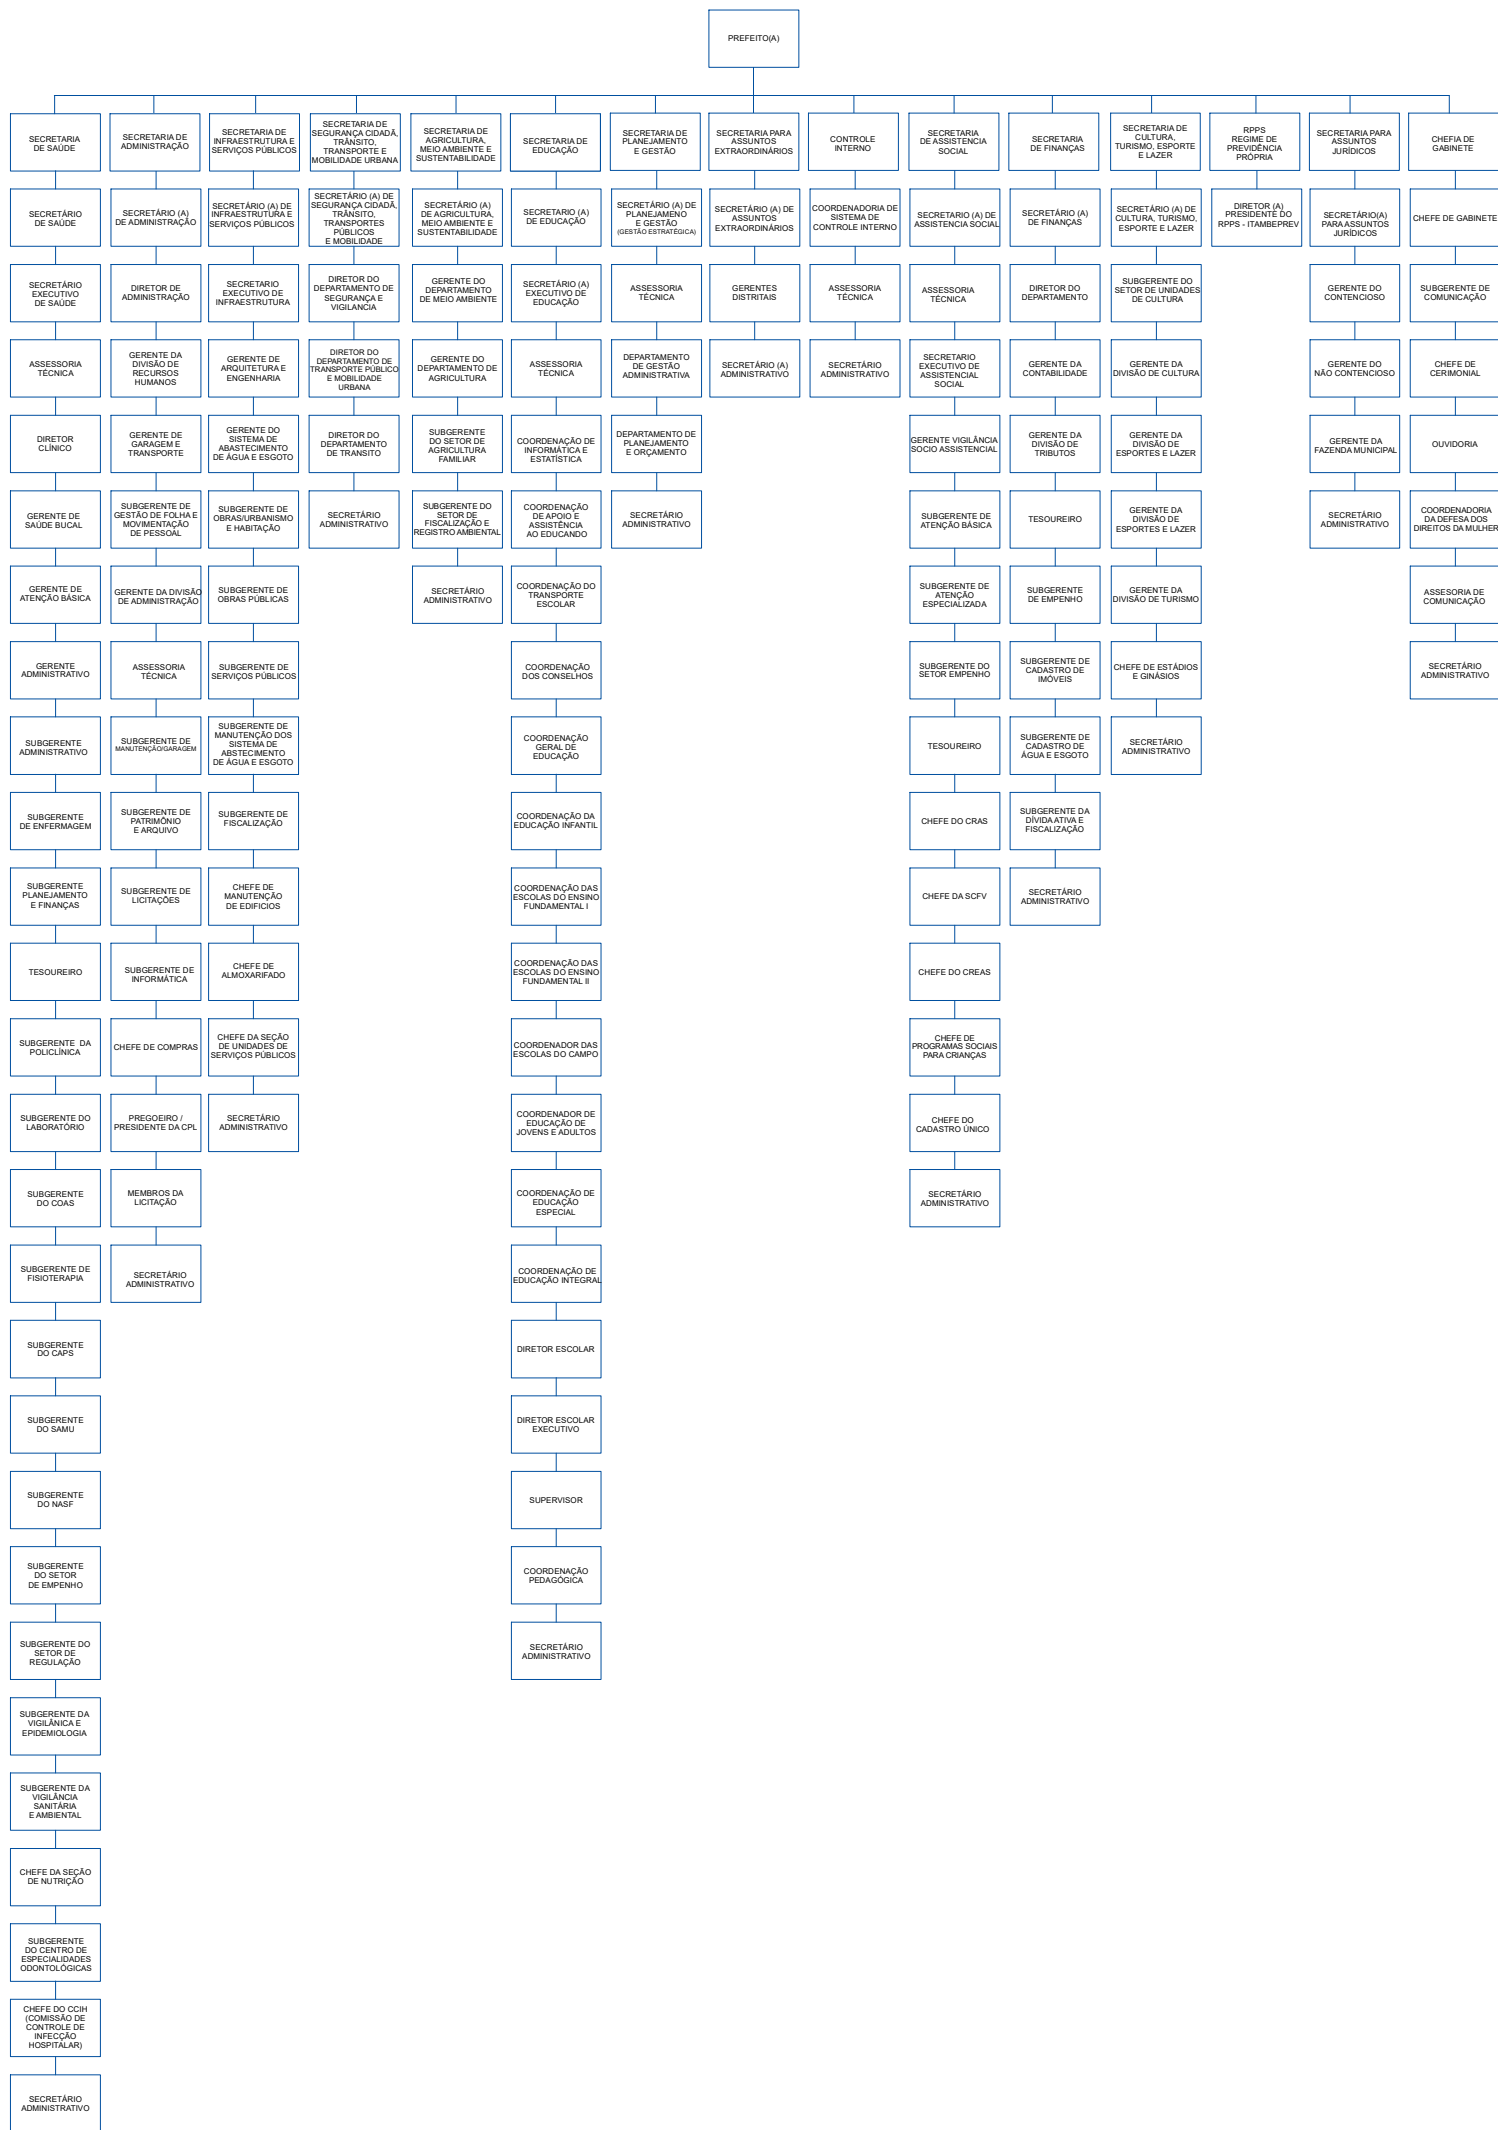 PREFEITO(A)
SECRETARIA
DE SAÚDE
SECRETÁRIO
DE SAÚDE
SECRETÁRIO
EXECUTIVO
DE SAÚDE
ASSESSORIA
TÉCNICA
DIRETOR
CLÍNICO
GERENTE DE
SAÚDE BUCAL
GERENTE DE
ATENÇÃO BÁSICA
GERENTE
ADMINISTRATIVO
SUBGERENTE
ADMINISTRATIVO
SUBGERENTE
DE ENFERMAGEM
SUBGERENTE
PLANEJAMENTO
E FINANÇAS
TESOUREIRO
SUBGERENTE DA
POLICLÍNICA
SUBGERENTE DO
LABORATÓRIO
SUBGERENTE
DO COAS
SUBGERENTE DE
FISIOTERAPIA
SUBGERENTE
DO CAPS
SUBGERENTE
DO SAMU
SUBGERENTE
DO NASF
SUBGERENTE
DO SETOR
DE EMPENHO
SUBGERENTE DO
SETOR DE
REGULAÇÃO
SUBGERENTE DA
VIGILÂNICA E
EPIDEMIOLOGIA
SUBGERENTE DA
VIGILÂNCIA
SANITÁRIA
E AMBIENTAL
CHEFE DA SEÇÃO
DE NUTRIÇÃO
SUBGERENTE
DO CENTRO DE
ESPECIALIDADES
ODONTOLÓGICAS
CHEFE DO CCIH
(COMISSÃO DE
CONTROLE DE
INFECÇÃO
HOSPITALAR)
SECRETÁRIO
ADMINISTRATIVO
SECRETARIA DE
ADMINISTRAÇÃO
SECRETÁRIO (A)
DE ADMINISTRAÇÃO
DIRETOR DE
ADMINISTRAÇÃO
GERENTE DA
DIVISÃO DE
RECURSOS
HUMANOS
GERENTE DE
GARAGEM E
TRANSPORTE
SUBGERENTE DE
GESTÃO DE FOLHA E
MOVIMENTAÇÃO
DE PESSOAL
GERENTE DA DIVISÃO
DE ADMINISTRAÇÃO
ASSESSORIA
TÉCNICA
SUBGERENTE DE
MANUTENÇÃO/GARAGEM
SUBGERENTE DE
PATRIMÔNIO
E ARQUIVO
SUBGERENTE DE
LICITAÇÕES
SUBGERENTE DE
INFORMÁTICA
CHEFE DE COMPRAS
PREGOEIRO /
PRESIDENTE DA CPL
MEMBROS DA
LICITAÇÃO
SECRETÁRIO
ADMINISTRATIVO
SECRETARIA DE
INFRAESTRUTURA E
SERVIÇOS PÚBLICOS
SECRETÁRIO (A) DE
INFRAESTRUTURA E
SERVIÇOS PÚBLICOS
SECRETARIO
EXECUTIVO DE
INFRAESTRUTURA
GERENTE DE
ARQUITETURA E
ENGENHARIA
GERENTE DO
SISTEMA DE
ABASTECIMENTO
DE ÁGUA E ESGOTO
SUBGERENTE DE
OBRAS/URBANISMO
E HABITAÇÃO
SUBGERENTE DE
OBRAS PÚBLICAS
SUBGERENTE DE
SERVIÇOS PÚBLICOS
SUBGERENTE DE
MANUTENÇÃO DOS
SISTEMA DE
ABSTECIMENTO
DE ÁGUA E ESGOTO
SUBGERENTE DE
FISCALIZAÇÃO
CHEFE DE
MANUTENÇÃO
DE EDIFICIOS
CHEFE DE
ALMOXARIFADO
CHEFE DA SEÇÃO
DE UNIDADES DE
SERVIÇOS PÚBLICOS
SECRETÁRIO
ADMINISTRATIVO
SECRETARIA DE
SEGURANÇA CIDADÃ,
TRÂNSITO,
TRANSPORTE E
MOBILIDADE URBANA
SECRETÁRIO (A) DE
SEGURANÇA CIDADÃ,
TRÂNSITO,
TRANSPORTES
PÚBLICOS
E MOBILIDADE
DIRETOR DO
DEPARTAMENTO DE
SEGURANÇA E
VIGILANCIA
DIRETOR DO
DEPARTAMENTO DE
TRANSPORTE PÚBLICO
E MOBILIDADE
URBANA
DIRETOR DO
DEPARTAMENTO
DE TRANSITO
SECRETÁRIO
ADMINISTRATIVO
SECRETARIA DE
AGRICULTURA,
MEIO AMBIENTE E
SUSTENTABILIDADE
SECRETÁRIO (A)
DE AGRICULTURA,
MEIO AMBIENTE E
SUSTENTABILIDADE
GERENTE DO
DEPARTAMENTO
DE MEIO AMBIENTE
GERENTE DO
DEPARTAMENTO DE
AGRICULTURA
SUBGERENTE
DO SETOR DE
AGRICULTURA
FAMILIAR
SUBGERENTE DO
SETOR DE
FISCALIZAÇÃO E
REGISTRO AMBIENTAL
SECRETÁRIO
ADMINISTRATIVO
SECRETARIA DE
EDUCAÇÃO
SECRETARIO (A)
DE EDUCAÇÃO
SECRETÁRIO (A)
EXECUTIVO DE
EDUCAÇÃO
ASSESSORIA
TÉCNICA
COORDENAÇÃO DE
INFORMÁTICA E
ESTATÍSTICA
COORDENAÇÃO
DE APOIO E
ASSISTÊNCIA
AO EDUCANDO
COORDENAÇÃO DO
TRANSPORTE
ESCOLAR
COORDENAÇÃO
DOS CONSELHOS
COORDENAÇÃO
GERAL DE
EDUCAÇÃO
COORDENAÇÃO DA
EDUCAÇÃO INFANTIL
COORDENAÇÃO DAS
ESCOLAS DO ENSINO
FUNDAMENTAL I
COORDENAÇÃO DAS
ESCOLAS DO ENSINO
FUNDAMENTAL II
COORDENADOR DAS
ESCOLAS DO CAMPO
COORDENADOR DE
EDUCAÇÃO DE
JOVENS E ADULTOS
COORDENAÇÃO DE
EDUCAÇÃO
ESPECIAL
COORDENAÇÃO DE
EDUCAÇÃO INTEGRAL
DIRETOR ESCOLAR
DIRETOR ESCOLAR
EXECUTIVO
SUPERVISOR
COORDENAÇÃO
PEDAGÓGICA
SECRETÁRIO
ADMINISTRATIVO
SECRETARIA DE
PLANEJAMENTO
E GESTÃO
SECRETÁRIO (A) DE
PLANEJAMENO
E GESTÃO
(GESTÃO ESTRATÉGICA)
ASSESSORIA
TÉCNICA
DEPARTAMENTO
DE GESTÃO
ADMINISTRATIVA
DEPARTAMENTO DE
PLANEJAMENTO
E ORÇAMENTO
SECRETÁRIO
ADMINISTRATIVO
SECRETARIA PARA
ASSUNTOS
EXTRAORDINÁRIOS
SECRETÁRIO (A) DE
ASSUNTOS
EXTRAORDINÁRIOS
GERENTES
DISTRITAIS
SECRETÁRIO (A)
ADMINISTRATIVO
CONTROLE
INTERNO
COORDENADORIA DE
SISTEMA DE
CONTROLE INTERNO
ASSESSORIA
TÉCNICA
SECRETÁRIO
ADMINISTRATIVO
SECRETARIA
DE ASSISTENCIA
SOCIAL
SECRETASTARIO (A) DE
ASSISTENCIA SOCIAL
ASSESSORIA
TÉCNICA
SECRETARIO
EXECUTIVO DE
ASSISTENCIAL
SOCIAL
GERENTE VIGILÂNCIA
SOCIO ASSISTENCIAL
SUBGERENTE DE
ATENÇÃO BÁSICA
SUBGERENTE DE
ATENÇÃO
ESPECIALIZADA
SUBGERENTE DO
SETOR EMPENHO
TESOUREIRO
CHEFE DO CRAS
CHEFE DA SCFV
CHEFE DO CREAS
CHEFE DE
PROGRAMAS SOCIAIS
PARA CRIANÇAS
CHEFE DO
CADASTRO ÚNICO
SECRETÁRIO
ADMINISTRATIVO
SECRETARIA
DE FINANÇAS
SECRETÁRIO (A)
DE FINANÇAS
DIRETOR DO
DEPARTAMENTO
GERENTE DA
CONTABILIDADE
GERENTE DA
DIVISÃO DE
TRIBUTOS
TESOUREIRO
SUBGERENTE
DE EMPENHO
SUBGERENTE DE
CADASTRO DE
IMÓVEIS
SUBGERENTE DE
CADASTRO DE
ÁGUA E ESGOTO
SUBGERENTE DA
DÍVIDA ATIVA E
FISCALIZAÇÃO
SECRETÁRIO
ADMINISTRATIVO
SECRETARIA DE
CULTURA,
TURISMO, ESPORTE
E LAZER
SECRETÁRIO (A) DE
CULTURA, TURISMO,
ESPORTE E LAZER
SUBGERENTE DO
SETOR DE UNIDADES
DE CULTURA
GERENTE DA
DIVISÃO DE CULTURA
GERENTE DA
DIVISÃO DE
ESPORTES E LAZER
GERENTE DA
DIVISÃO DE
ESPORTES E LAZER
GERENTE DA
DIVISÃO DE TURISMO
CHEFE DE ESTÁDIOS
E GINÁSIOS
SECRETÁRIO
ADMINISTRATIVO
RPPS
REGIME DE
PREVIDÊNCIA
PRÓPRIA
DIRETOR (A)
PRESIDENTE DO
RPPS - ITAMBEPREV
SECRETARIA PARA
ASSUNTOS
JURÍDICOS
SECRETÁRIO(A)
PARA ASSUNTOS
JURÍDICOS
GERENTE DO
CONTENCIOSO
GERENTE DO
NÃO CONTENCIOSO
GERENTE DA
FAZENDA MUNICIPAL
SECRETÁRIO
ADMINISTRATIVO
CHEFIA DE
GABINETE
CHEFE DE GABINETE
SUBGERENTE DE
COMUNICAÇÃO
CHEFE DE
CERIMONIAL
OUVIDORIA
COORDENADORIA
DA DEFESA DOS
DIREITOS DA MULHER
ASSESORIA DE
COMUNICAÇÃO
SECRETÁRIO
ADMINISTRATIVO